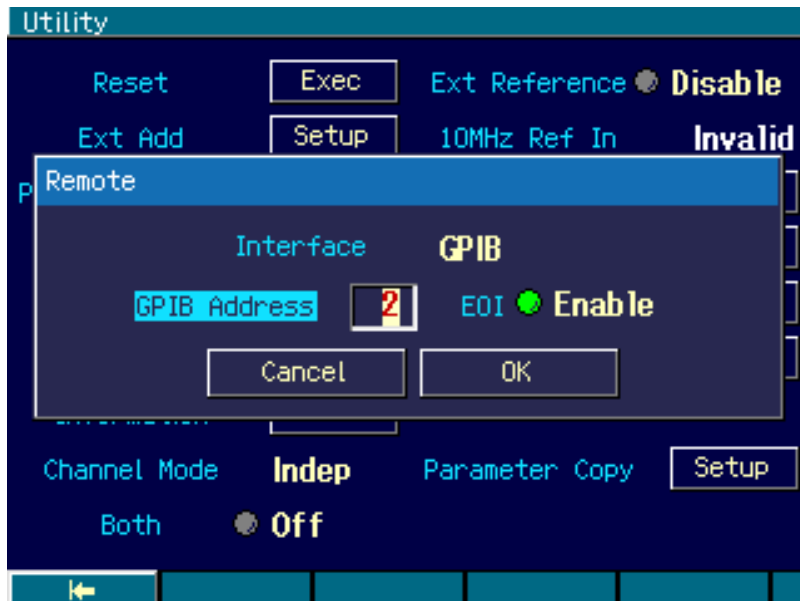 Utility
Reset Exec Ext Reference Disable
Ext Add Setup 10MHz Ref In Invalid
P
Remote
Interface GPIB
GPIB Address 2 EOI Enable
Cancel OK
Channel Mode Indep Parameter Copy Setup
Both Off